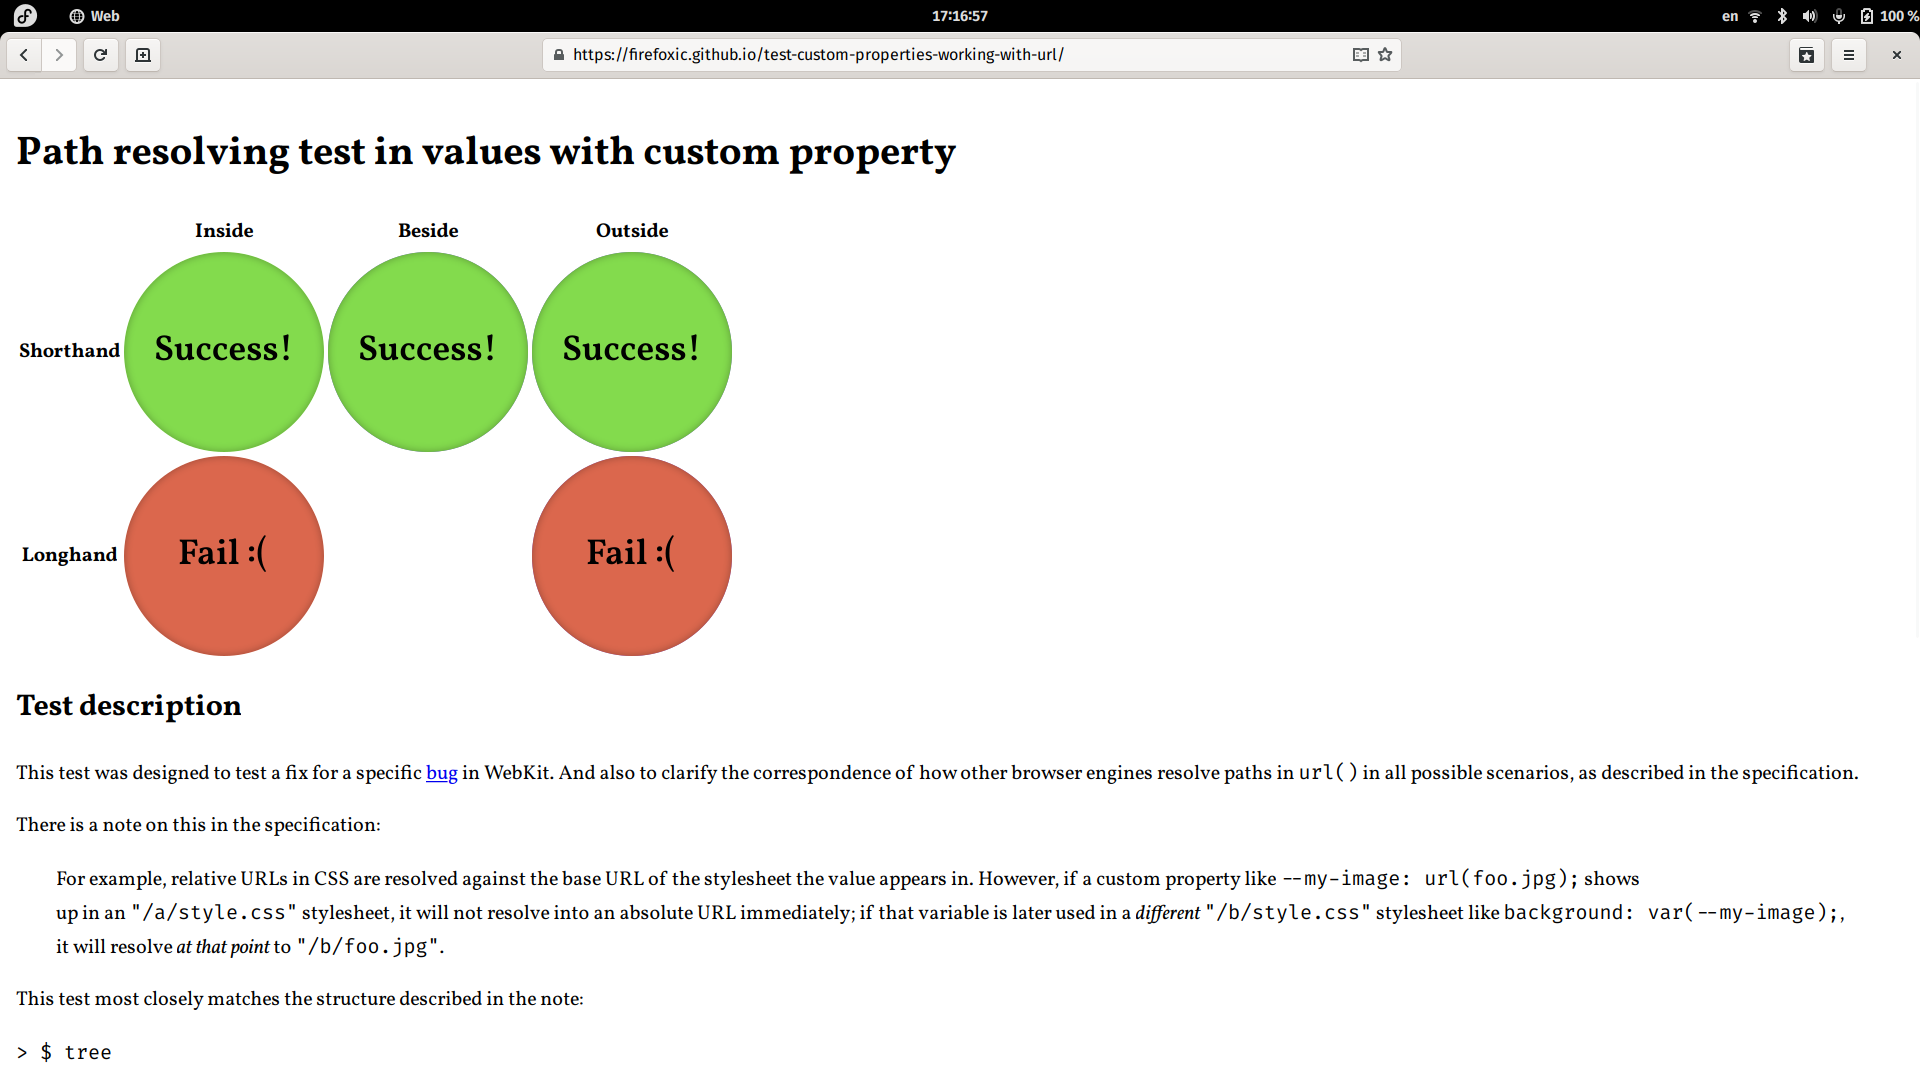 Web
17:16:57
en
100 %
https://firefoxic.github.io/test-custom-properties-working-with-url/
Path resolving test in values with custom property
Inside Beside Outside
Shorthand Success! Success! Success!
Longhand Fail :( Fail :(
Test description
This test was designed to test a fix for a specific bug in WebKit. And also to clarify the correspondence of how other browser engines resolve paths in url() in all possible scenarios, as described in the specification.
There is a note on this in the specification:
For example, relative URLs in CSS are resolved against the base URL of the stylesheet the value appears in. However, if a custom property like --my-image: url(foo.jpg); shows
up in an "/a/style.css" stylesheet, it will not resolve into an absolute URL immediately; if that variable is later used in a different "/b/style.css" stylesheet like background: var(--my-image);,
it will resolve at that point to "/b/foo.jpg".
This test most closely matches the structure described in the note:
> $ tree